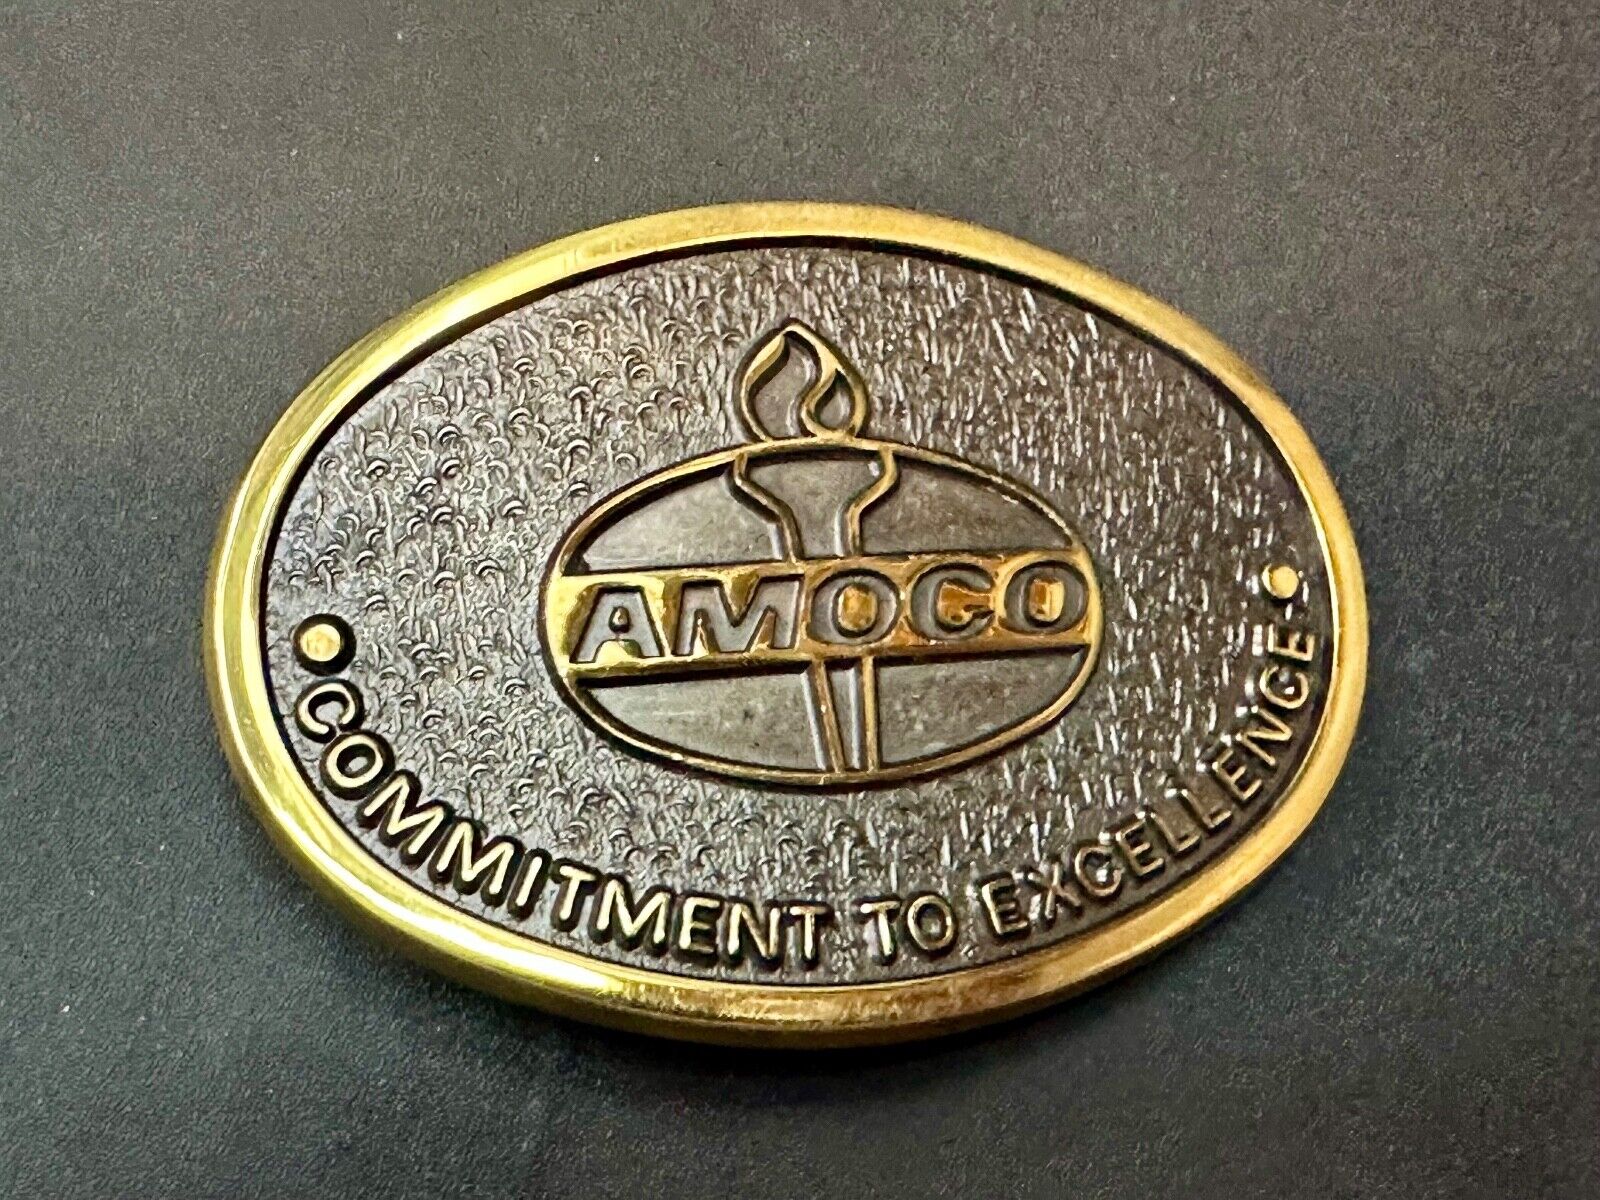 AMOCO
• COMMITMENT TO EXCELLENCE •